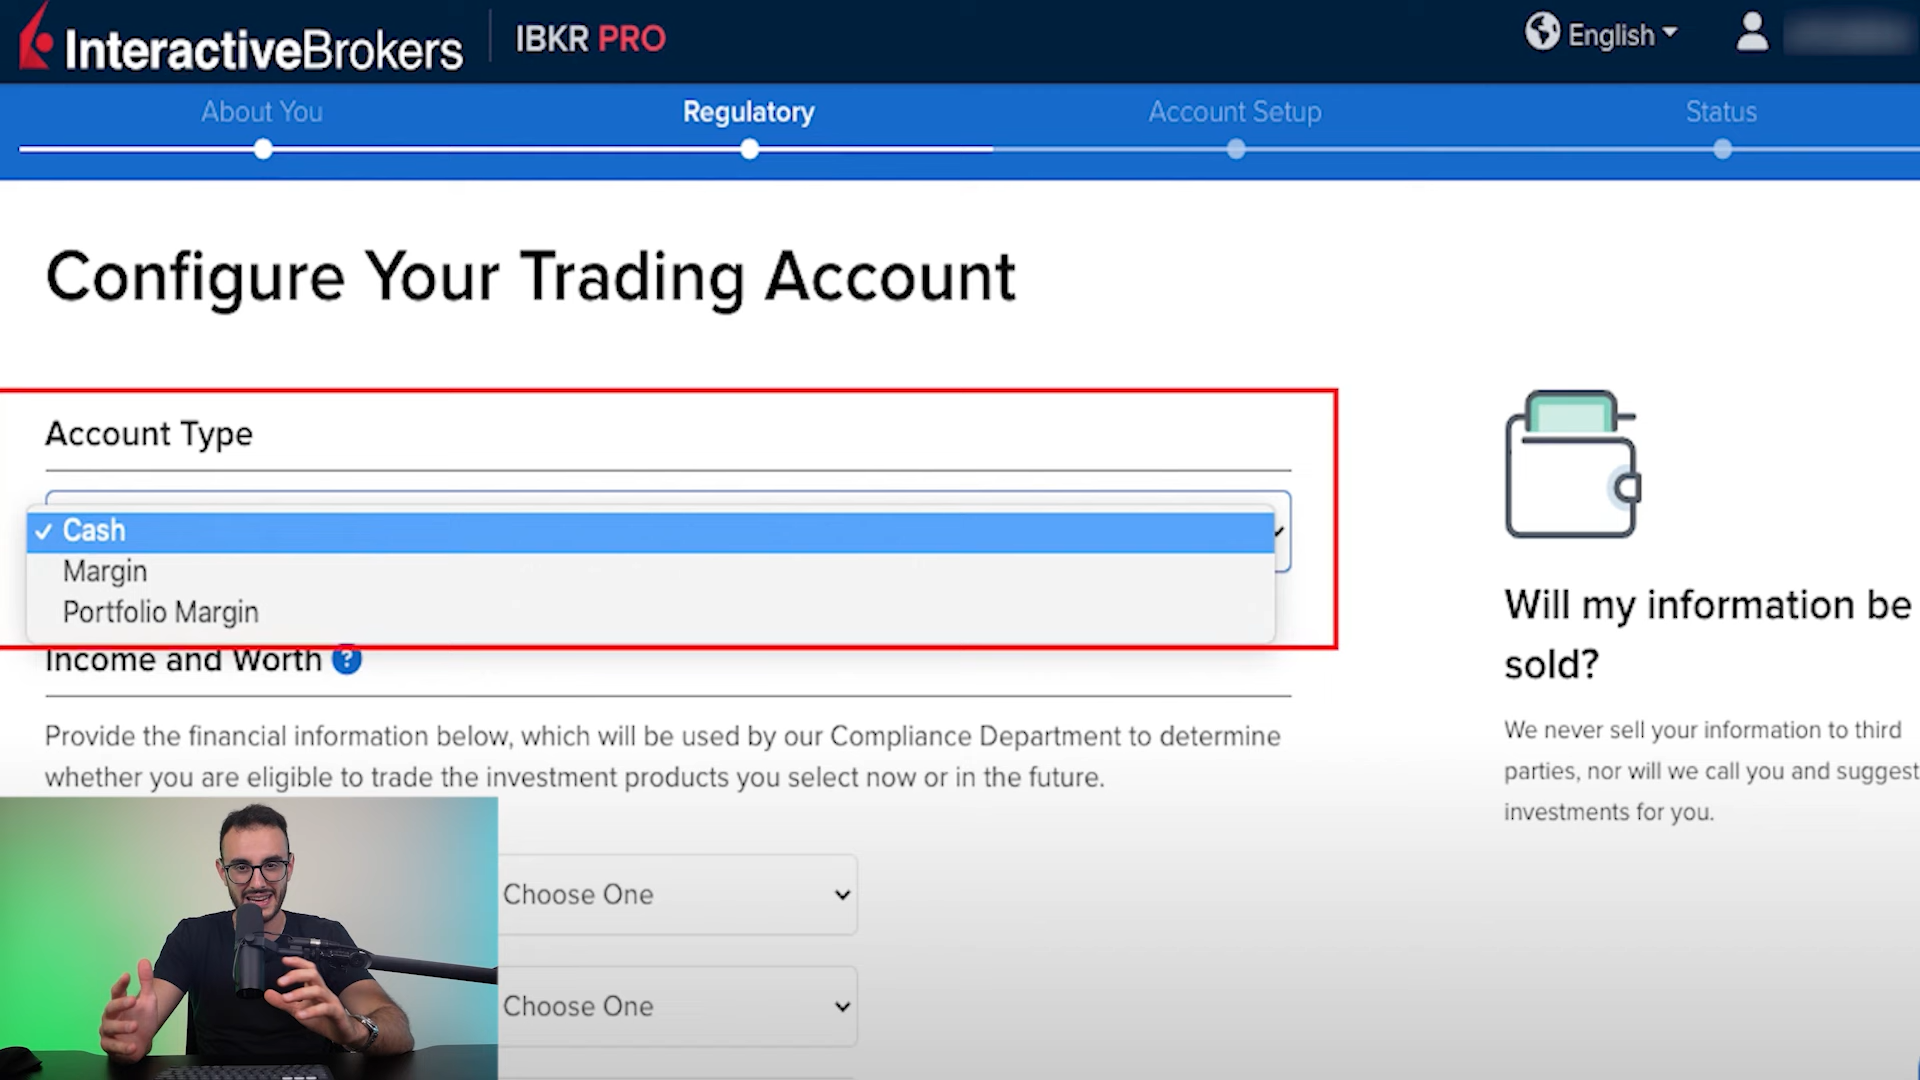 InteractiveBrokers
IBKR PRO
English
About You
Regulatory
Account Setup
Status
Configure Your Trading Account
Account Type
✓ Cash
Margin
Portfolio Margin
Income and Worth ?
Provide the financial information below, which will be used by our Compliance Department to determine
whether you are eligible to trade the investment products you select now or in the future.
Choose One
Choose One
Will my information be
sold?
We never sell your information to third
parties, nor will we call you and suggest
investments for you.